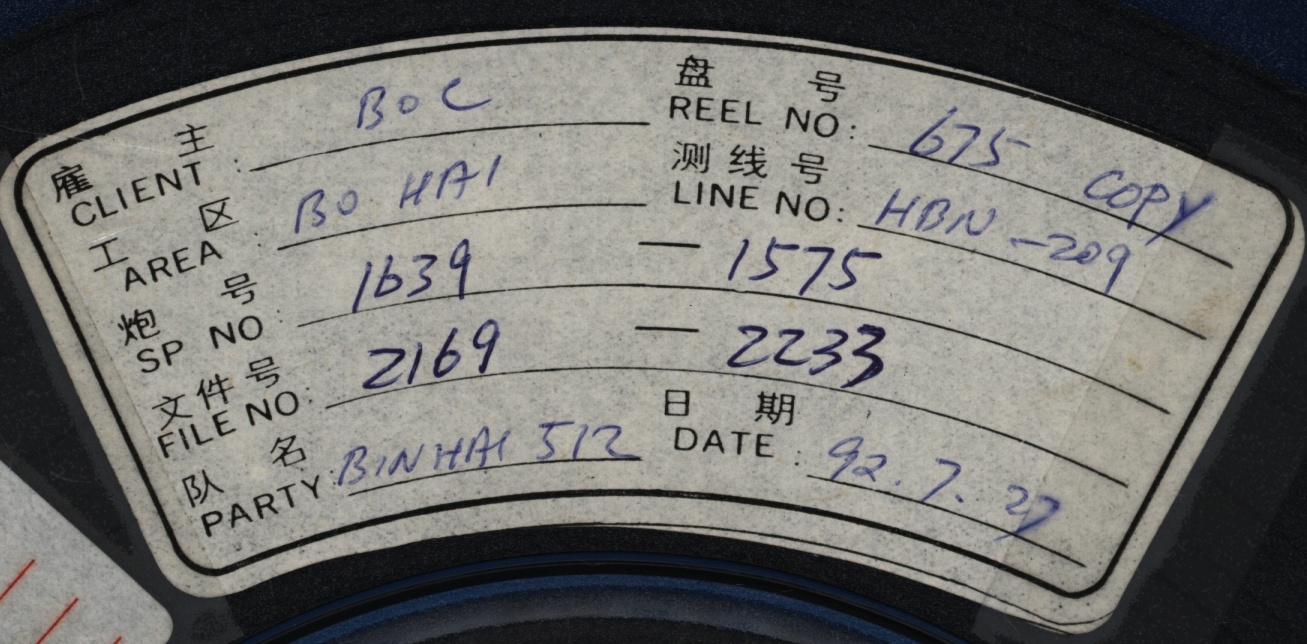 雇 主
CLIENT : BOC
盘 号
REEL NO: 675 COPY
工 区
AREA : BO HAI
测线号
LINE NO: HBN-209
炮 号
SP NO : 1639 — 1575
文件号
FILE NO: 2169 — 2233
队 名
PARTY: BINHAI 512
日 期
DATE : 92.7.27